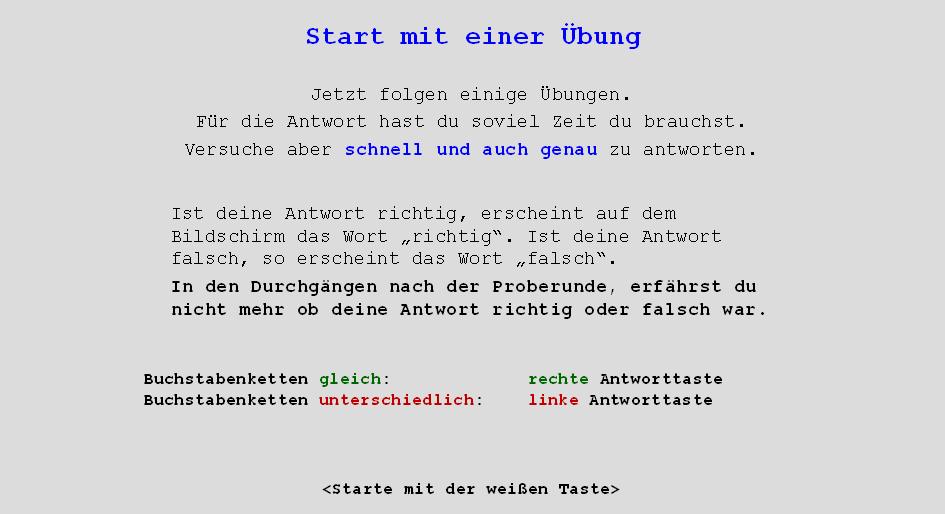 Start mit einer Übung
Jetzt folgen einige Übungen.
Für die Antwort hast du soviel Zeit du brauchst.
Versuche aber schnell und auch genau zu antworten.
Ist deine Antwort richtig, erscheint auf dem
Bildschirm das Wort „richtig“. Ist deine Antwort
falsch, so erscheint das Wort „falsch“.
In den Durchgängen nach der Proberunde, erfährst du
nicht mehr ob deine Antwort richtig oder falsch war.
Buchstabenketten gleich: rechte Antworttaste
Buchstabenketten unterschiedlich: linke Antworttaste
<Starte mit der weißen Taste>